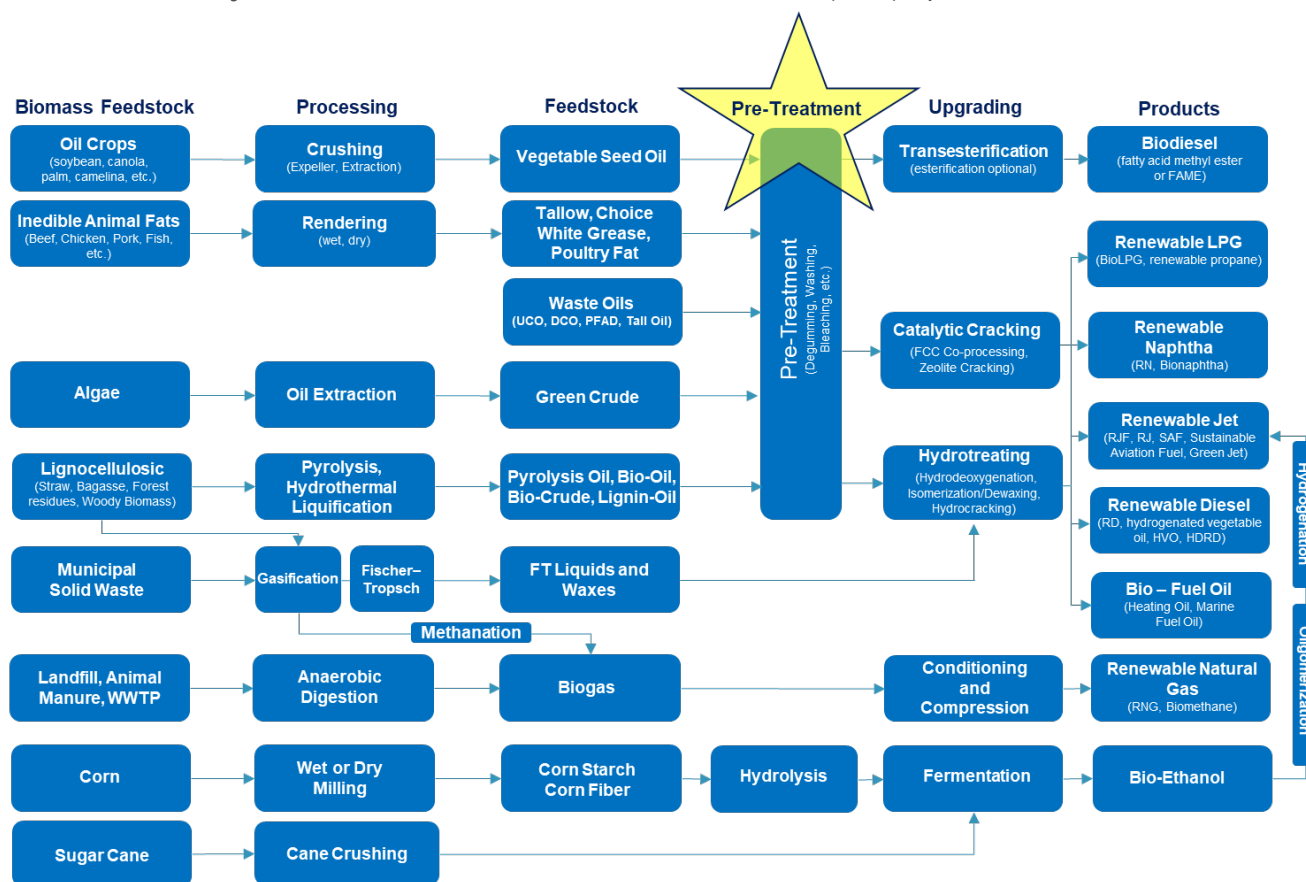 Biomass Feedstock
Processing
Feedstock
Pre-Treatment
Upgrading
Products
Oil Crops
(soybean, canola,
palm, camelina, etc.)
Crushing
(Expeller, Extraction)
Vegetable Seed Oil
Transesterification
(esterification optional)
Biodiesel
(fatty acid methyl ester
or FAME)
Inedible Animal Fats
(Beef, Chicken, Pork, Fish,
etc.)
Rendering
(wet, dry)
Tallow, Choice
White Grease,
Poultry Fat
Pre-Treatment
(Degumming, Washing,
Bleaching, etc.)
Renewable LPG
(BioLPG, renewable propane)
Waste Oils
(UCO, DCO, PFAD, Tall Oil)
Catalytic Cracking
(FCC Co-processing,
Zeolite Cracking)
Renewable
Naphtha
(RN, Bionaphtha)
Algae
Oil Extraction
Green Crude
Renewable Jet
(RJF, RJ, SAF, Sustainable
Aviation Fuel, Green Jet)
Lignocellulosic
(Straw, Bagasse, Forest
residues, Woody Biomass)
Pyrolysis,
Hydrothermal
Liquification
Pyrolysis Oil, Bio-Oil,
Bio-Crude, Lignin-Oil
Hydrotreating
(Hydrodeoxygenation,
Isomerization/Dewaxing,
Hydrocracking)
Renewable Diesel
(RD, hydrogenated vegetable
oil, HVO, HDRD)
Hydrogenation
Municipal
Solid Waste
Gasification
Fischer–
Tropsch
FT Liquids and
Waxes
Bio – Fuel Oil
(Heating Oil, Marine
Fuel Oil)
Methanation
Oligomerization
Landfill, Animal
Manure, WWTP
Anaerobic
Digestion
Biogas
Conditioning
and
Compression
Renewable Natural
Gas
(RNG, Biomethane)
Corn
Wet or Dry
Milling
Corn Starch
Corn Fiber
Hydrolysis
Fermentation
Bio-Ethanol
Sugar Cane
Cane Crushing